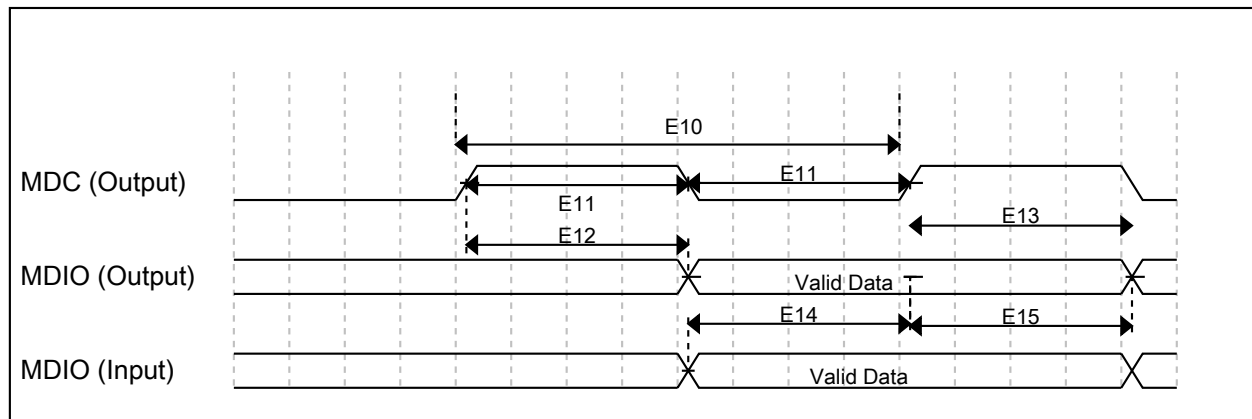 E10
MDC (Output)
E11
E11
E13
E12
MDIO (Output)
Valid Data
E14
E15
MDIO (Input)
Valid Data